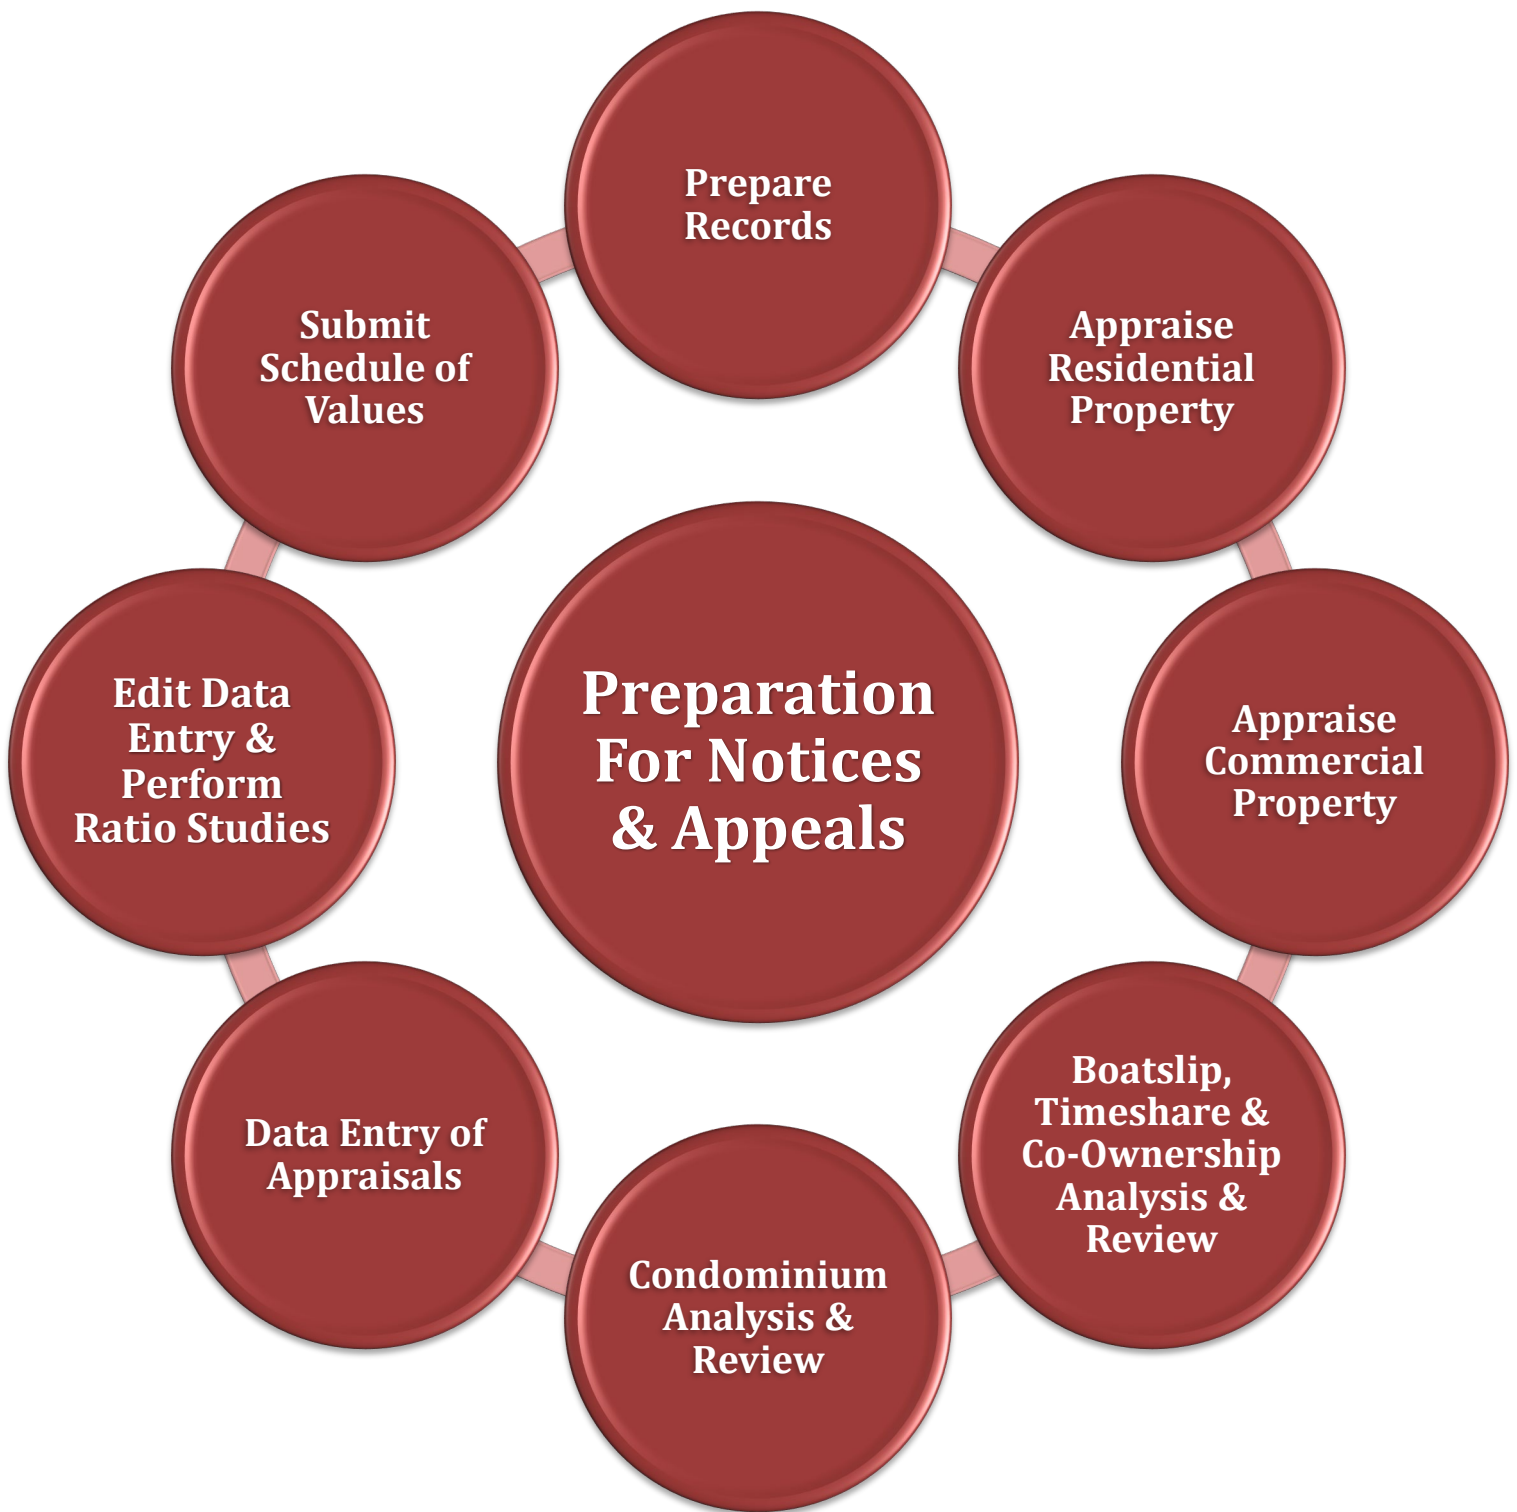 Prepare
Records
Appraise
Residential
Property
Appraise
Commercial
Property
Boatslip,
Timeshare &
Co-Ownership
Analysis &
Review
Condominium
Analysis &
Review
Data Entry of
Appraisals
Edit Data
Entry &
Perform
Ratio Studies
Submit
Schedule of
Values
Preparation
For Notices
& Appeals